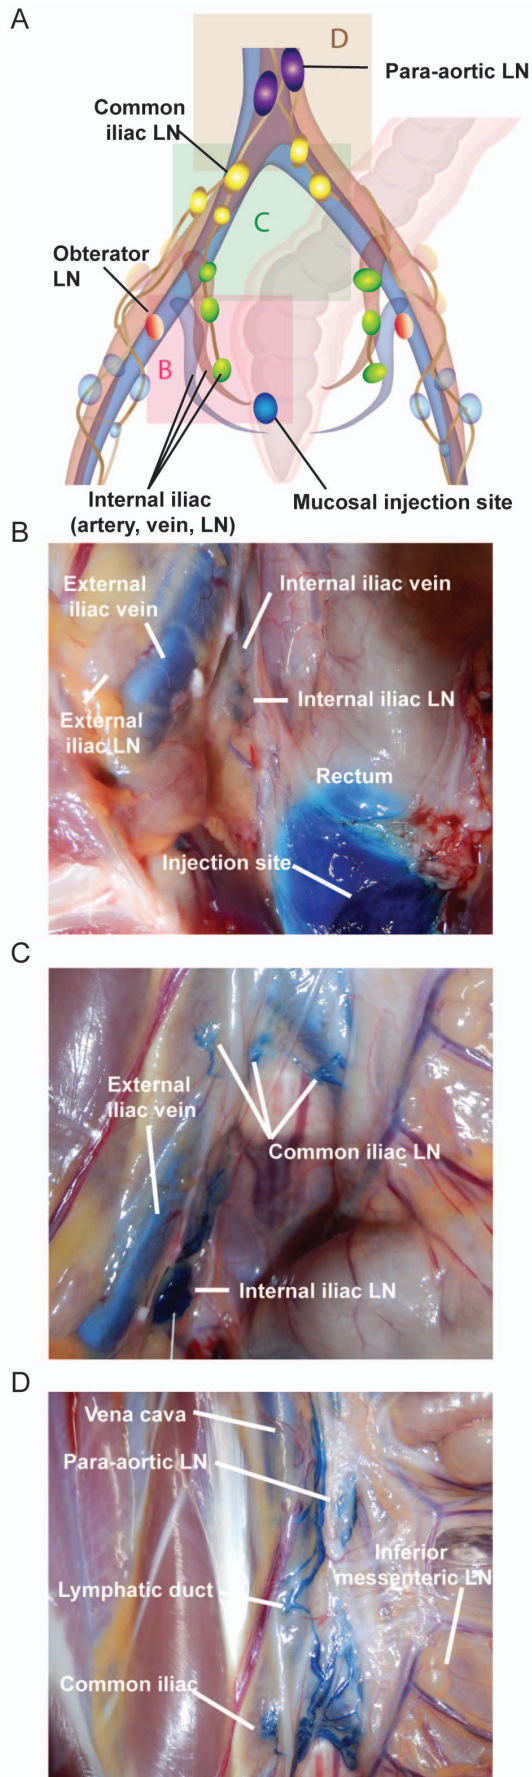 A
D
Para-aortic LN
Common
iliac LN
C
Obterator
LN
B
Internal iliac
(artery, vein, LN)
Mucosal injection site
B
External
iliac vein
Internal iliac vein
Internal iliac LN
External
iliac LN
Rectum
Injection site
C
External
iliac vein
Common iliac LN
Internal iliac LN
D
Vena cava
Para-aortic LN
Inferior
messenteric LN
Lymphatic duct
Common iliac